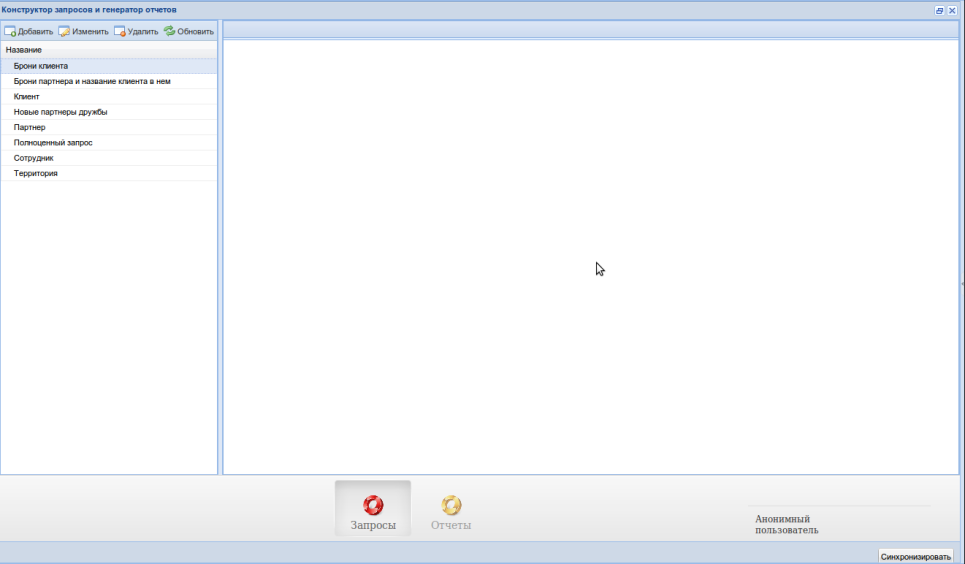 Конструктор запросов и генератор отчетов
Добавить Изменить Удалить Обновить
Название
Брони клиента
Брони партнера и название клиента в нем
Клиент
Новые партнеры дружбы
Партнер
Полноценный запрос
Сотрудник
Территория
Запросы Отчеты
Анонимный
пользователь
Синхронизировать